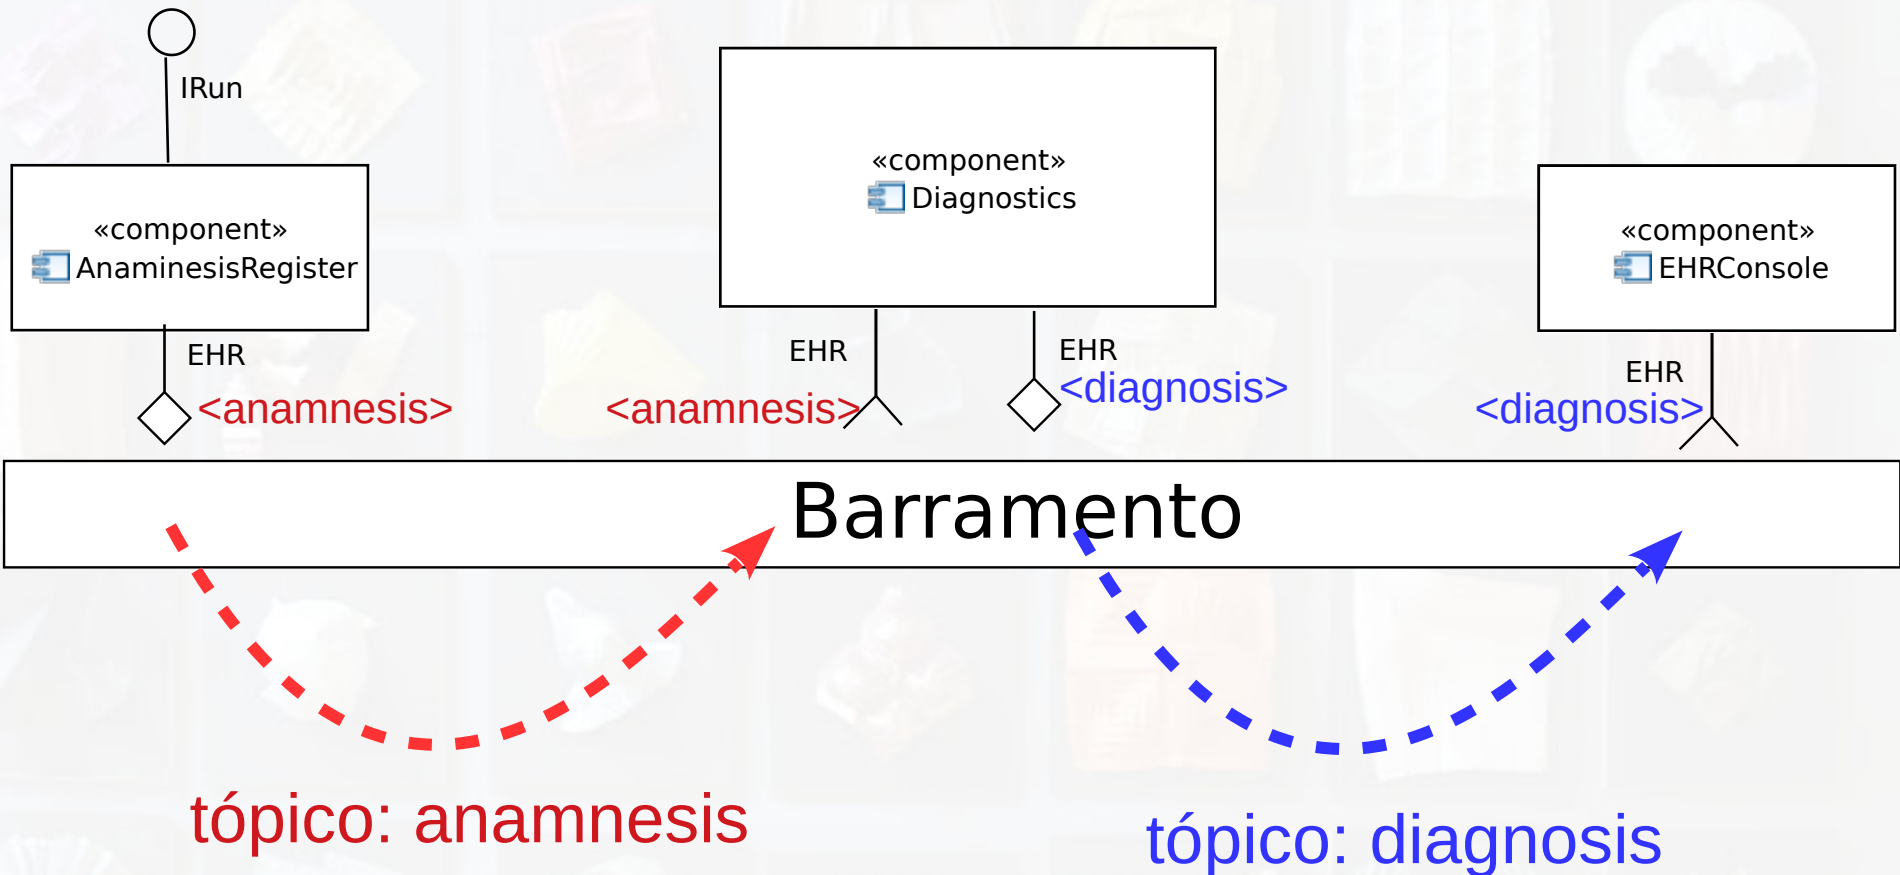 IRun
«component»
AnaminesisRegister
EHR
<anamnesis>
«component»
Diagnostics
EHR
<anamnesis>
EHR
<diagnosis>
«component»
EHRConsole
EHR
<diagnosis>
Barramento
tópico: anamnesis
tópico: diagnosis